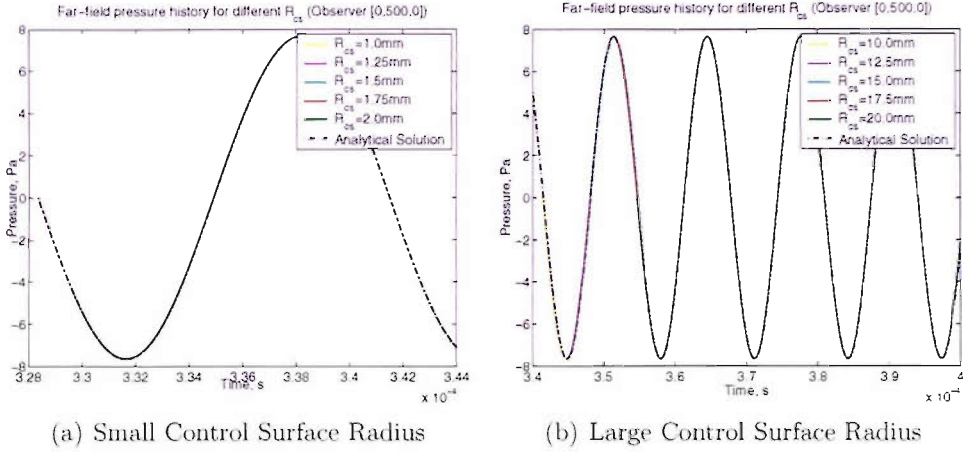 Far-field pressure history for different R_cs (Observer [0,500,0])
8
6
4
2
0
-2
-4
-6
-8
Pressure, Pa
R_cs=1.0mm
R_cs=1.25mm
R_cs=1.5mm
R_cs=1.75mm
R_cs=2.0mm
Analytical Solution
3.28 3.3 3.32 3.34 3.36 3.38 3.4 3.42 3.44
Time, s
x 10^-4
(a) Small Control Surface Radius
Far-field pressure history for different R_cs (Observer [0,500,0])
8
6
4
2
0
-2
-4
-6
-8
Pressure, Pa
R_cs=10.0mm
R_cs=12.5mm
R_cs=15.0mm
R_cs=17.5mm
R_cs=20.0mm
Analytical Solution
3.4 3.5 3.6 3.7 3.8 3.9 4
Time, s
x 10^-4
(b) Large Control Surface Radius